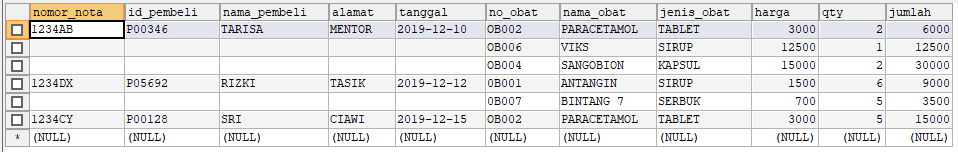 nomor_nota id_pembeli nama_pembeli alamat tanggal no_obat nama_obat jenis_obat harga qty jumlah
1234AB P00346 TARISA MENTOR 2019-12-10 OB002 PARACETAMOL TABLET 3000 2 6000
OB006 VIKS SIRUP 12500 1 12500
OB004 SANGOBION KAPSUL 15000 2 30000
1234DX P05692 RIZKI TASIK 2019-12-12 OB001 ANTANGIN SIRUP 1500 6 9000
OB007 BINTANG 7 SERBUK 700 5 3500
1234CY P00128 SRI CIAWI 2019-12-15 OB002 PARACETAMOL TABLET 3000 5 15000
* (NULL) (NULL) (NULL) (NULL) (NULL) (NULL) (NULL) (NULL) (NULL) (NULL) (NULL)